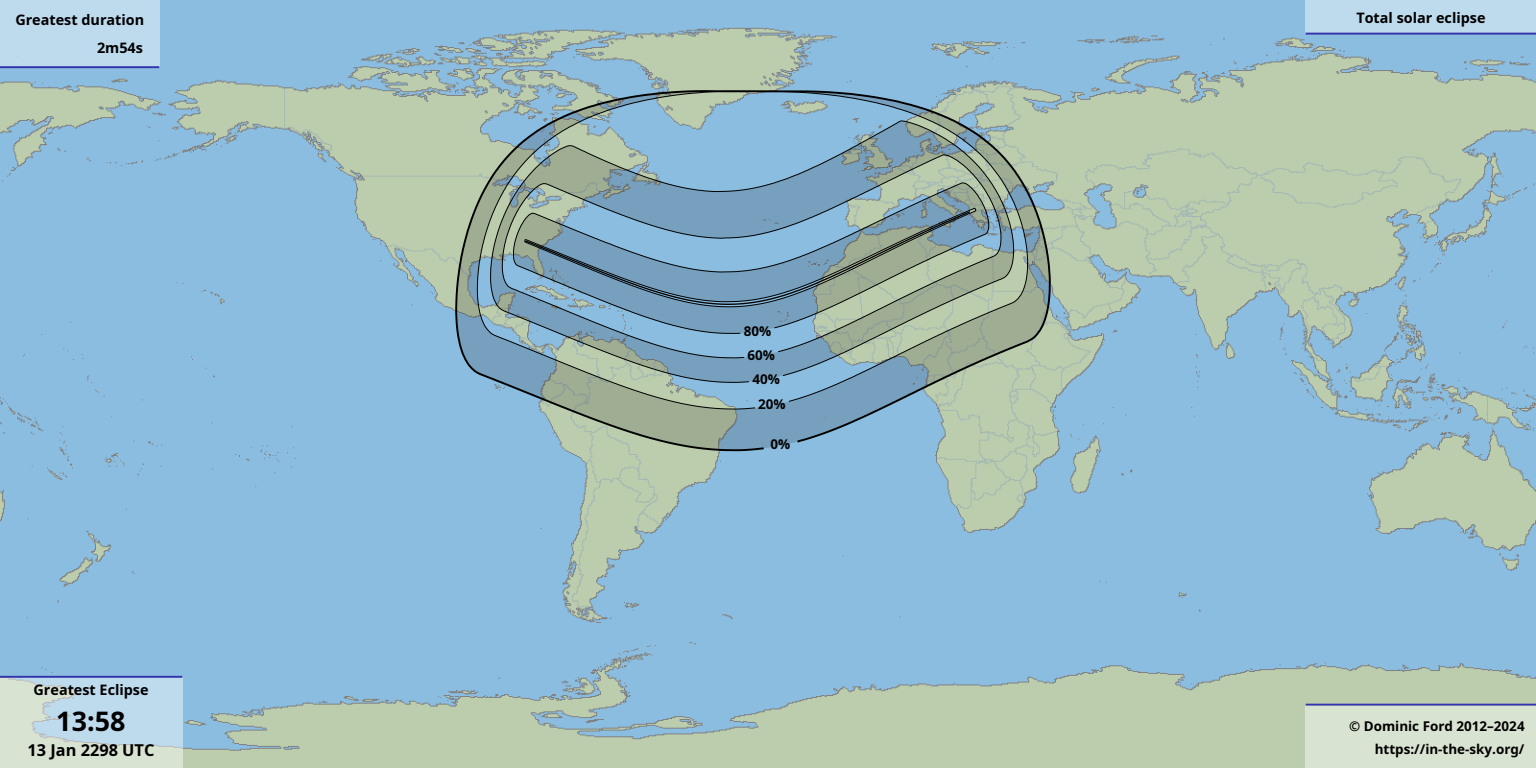 Greatest duration
2m54s
Total solar eclipse
80%
60%
40%
20%
0%
Greatest Eclipse
13:58
13 Jan 2298 UTC
© Dominic Ford 2012–2024
https://in-the-sky.org/